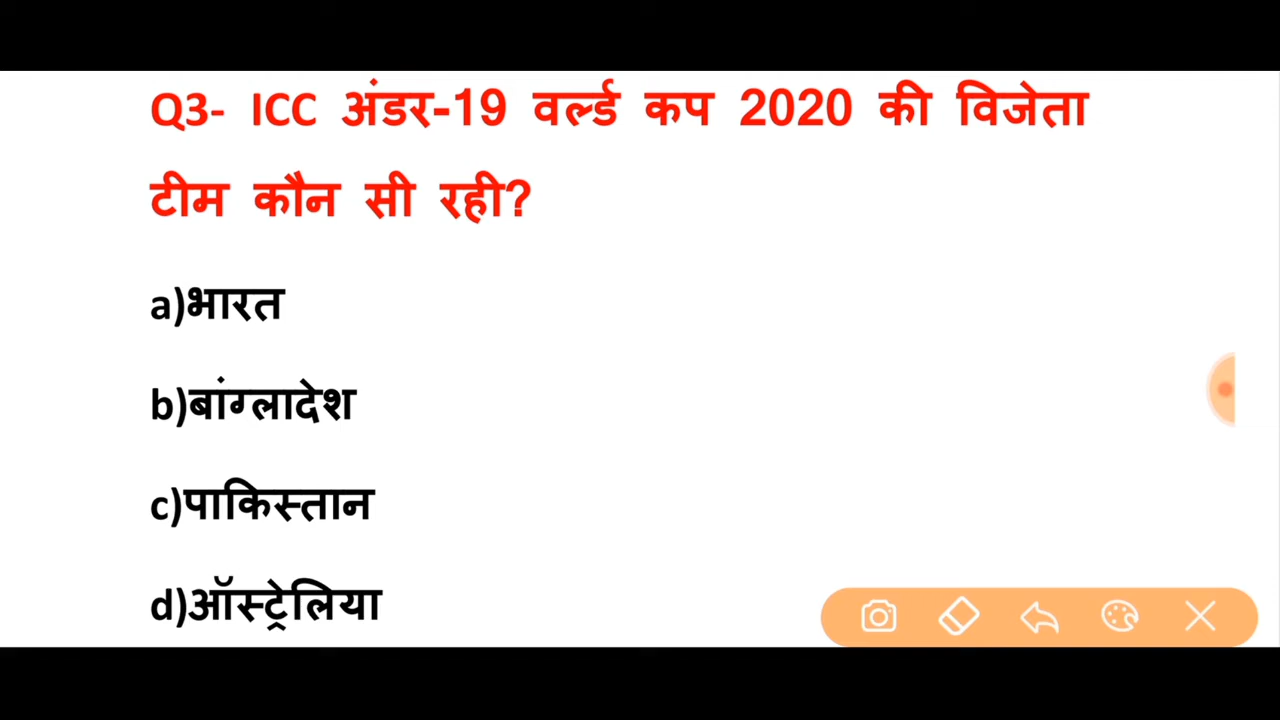 Q3- ICC अंडर-19 वर्ल्ड कप 2020 की विजेता
टीम कौन सी रही?
a)भारत
b)बांग्लादेश
c)पाकिस्तान
d)ऑस्ट्रेलिया